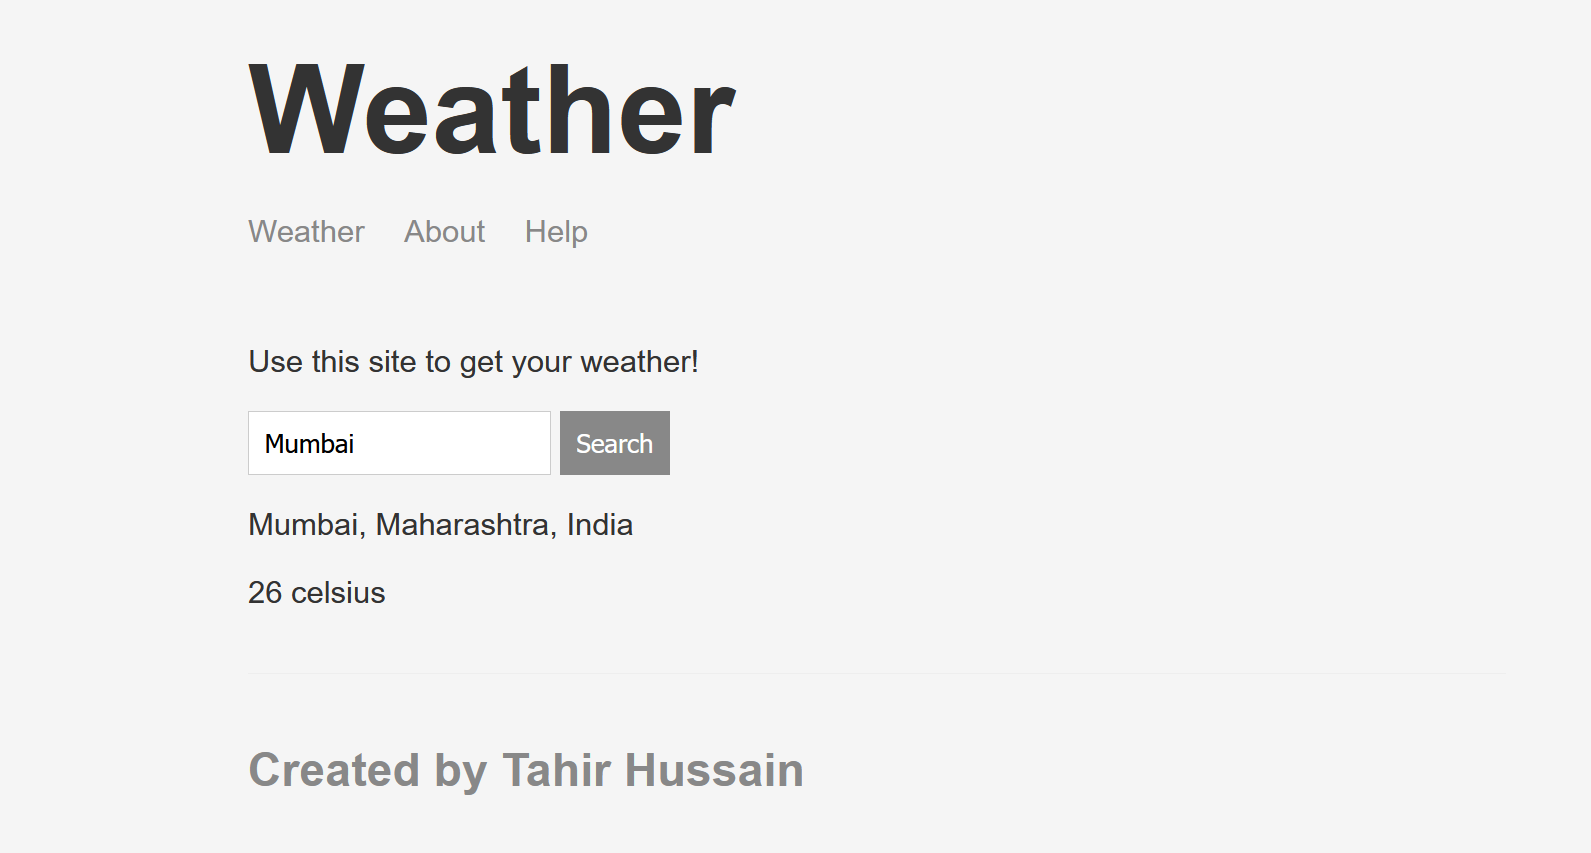 Weather
Weather About Help
Use this site to get your weather!
Mumbai Search
Mumbai, Maharashtra, India
26 celsius
Created by Tahir Hussain